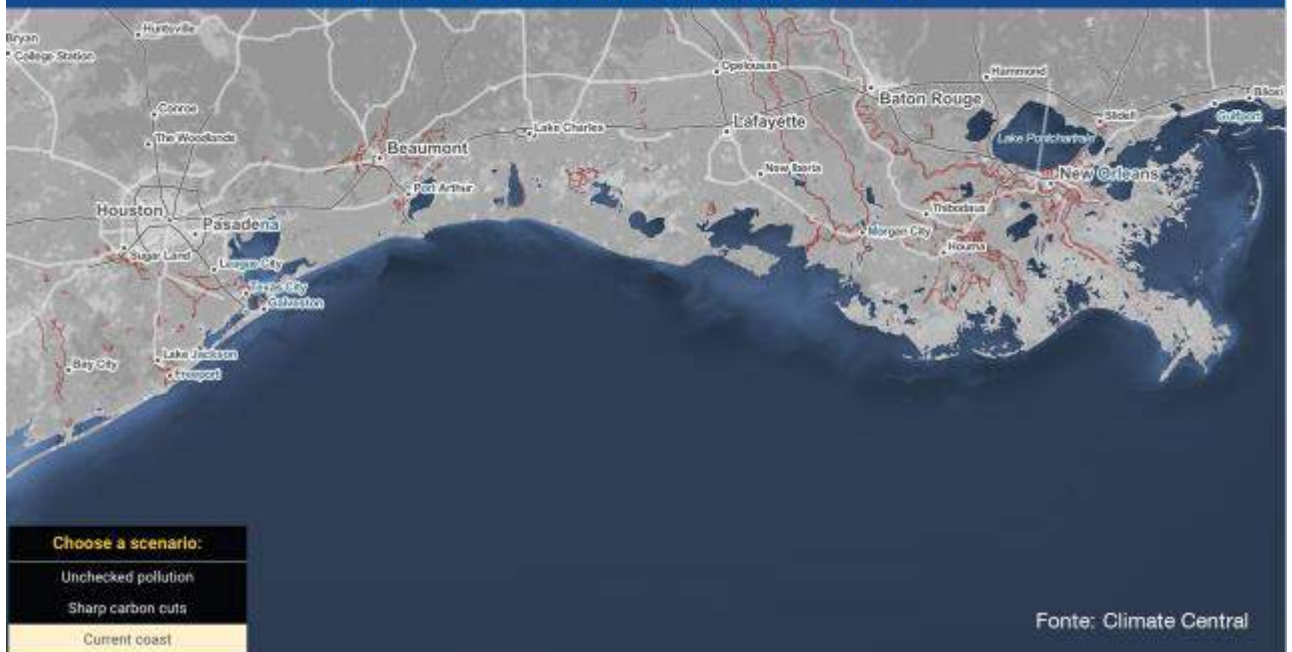 Huntsville
Bryan
College Station
Conroe
The Woodlands
Houston
Pasadena
Sugar Land
League City
Texas City
Galveston
Bay City
Lake Jackson
Freeport
Beaumont
Port Arthur
Lake Charles
Opelousas
Lafayette
New Iberia
Baton Rouge
Hammond
Lake Pontchartrain
Slidell
Biloxi
Gulfport
New Orleans
Thibodaux
Morgan City
Houma
Choose a scenario:
Unchecked pollution
Sharp carbon cuts
Current coast
Fonte: Climate Central